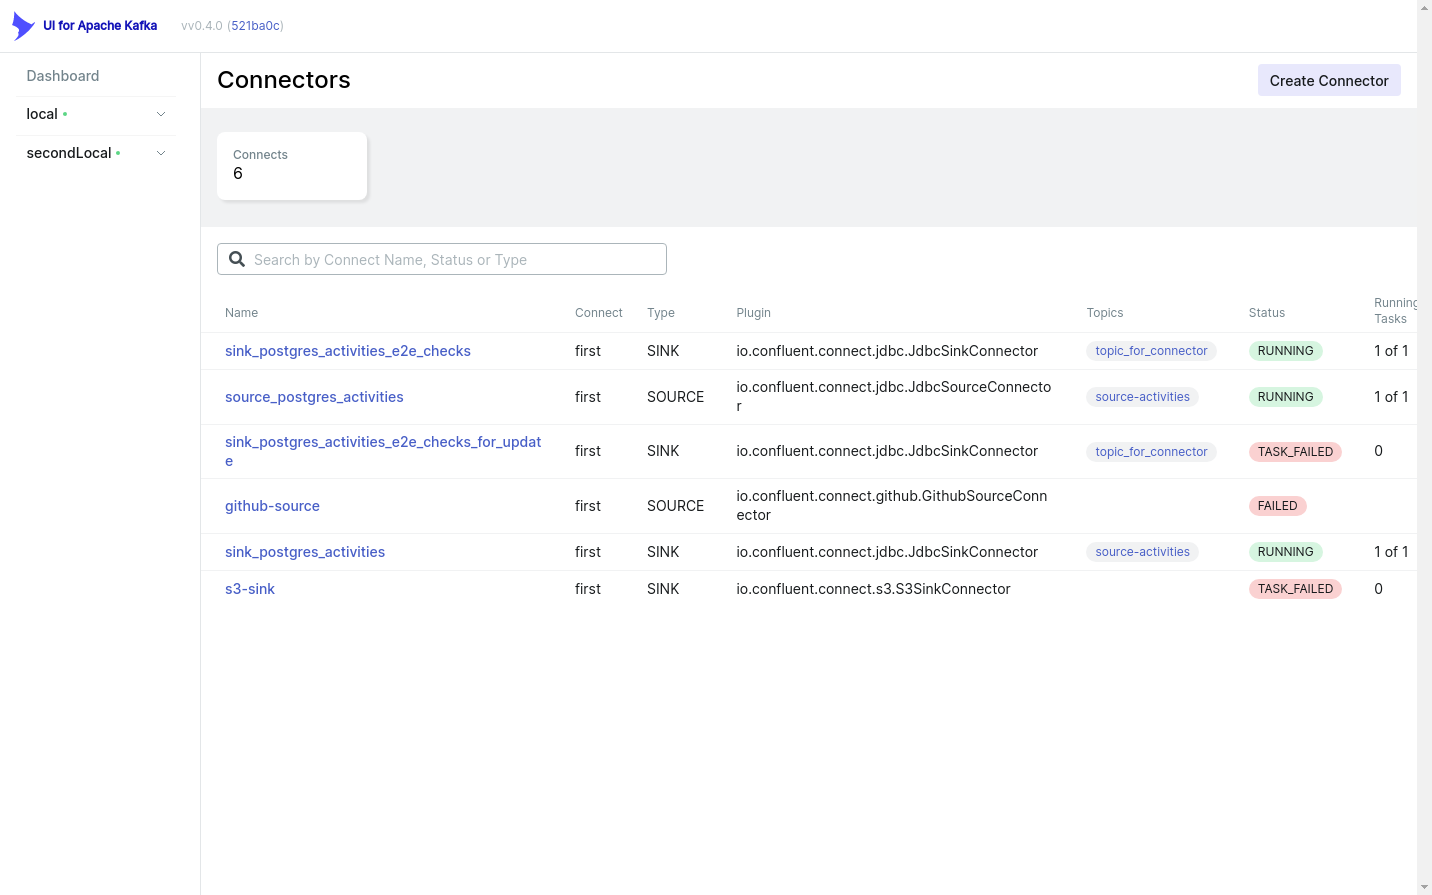 UI for Apache Kafka vv0.4.0 (521ba0c)
Dashboard
local
secondLocal
Connectors
Create Connector
Connects
6
Search by Connect Name, Status or Type
Name Connect Type Plugin Topics Status Running Tasks
sink_postgres_activities_e2e_checks first SINK io.confluent.connect.jdbc.JdbcSinkConnector topic_for_connector RUNNING 1 of 1
source_postgres_activities first SOURCE io.confluent.connect.jdbc.JdbcSourceConnecto
r source-activities RUNNING 1 of 1
sink_postgres_activities_e2e_checks_for_updat
e first SINK io.confluent.connect.jdbc.JdbcSinkConnector topic_for_connector TASK_FAILED 0
github-source first SOURCE io.confluent.connect.github.GithubSourceConn
ector FAILED
sink_postgres_activities first SINK io.confluent.connect.jdbc.JdbcSinkConnector source-activities RUNNING 1 of 1
s3-sink first SINK io.confluent.connect.s3.S3SinkConnector TASK_FAILED 0